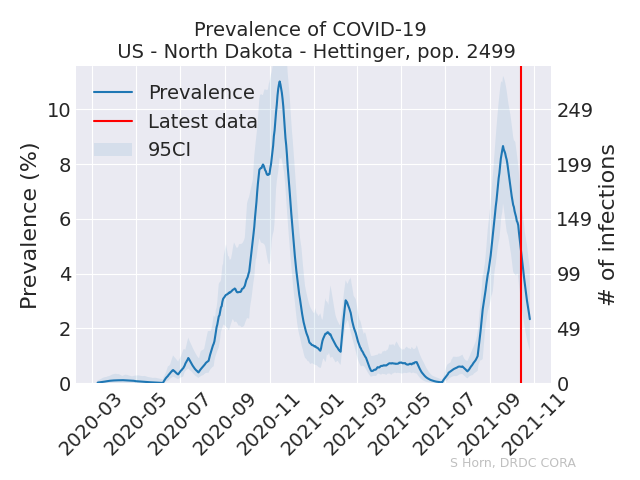 Prevalence of COVID-19
US - North Dakota - Hettinger, pop. 2499
Prevalence
Latest data
95CI
Prevalence (%)
10
8
6
4
2
0
# of infections
249
199
149
99
49
0
2020-03
2020-05
2020-07
2020-09
2020-11
2021-01
2021-03
2021-05
2021-07
2021-09
2021-11
S Horn, DRDC CORA